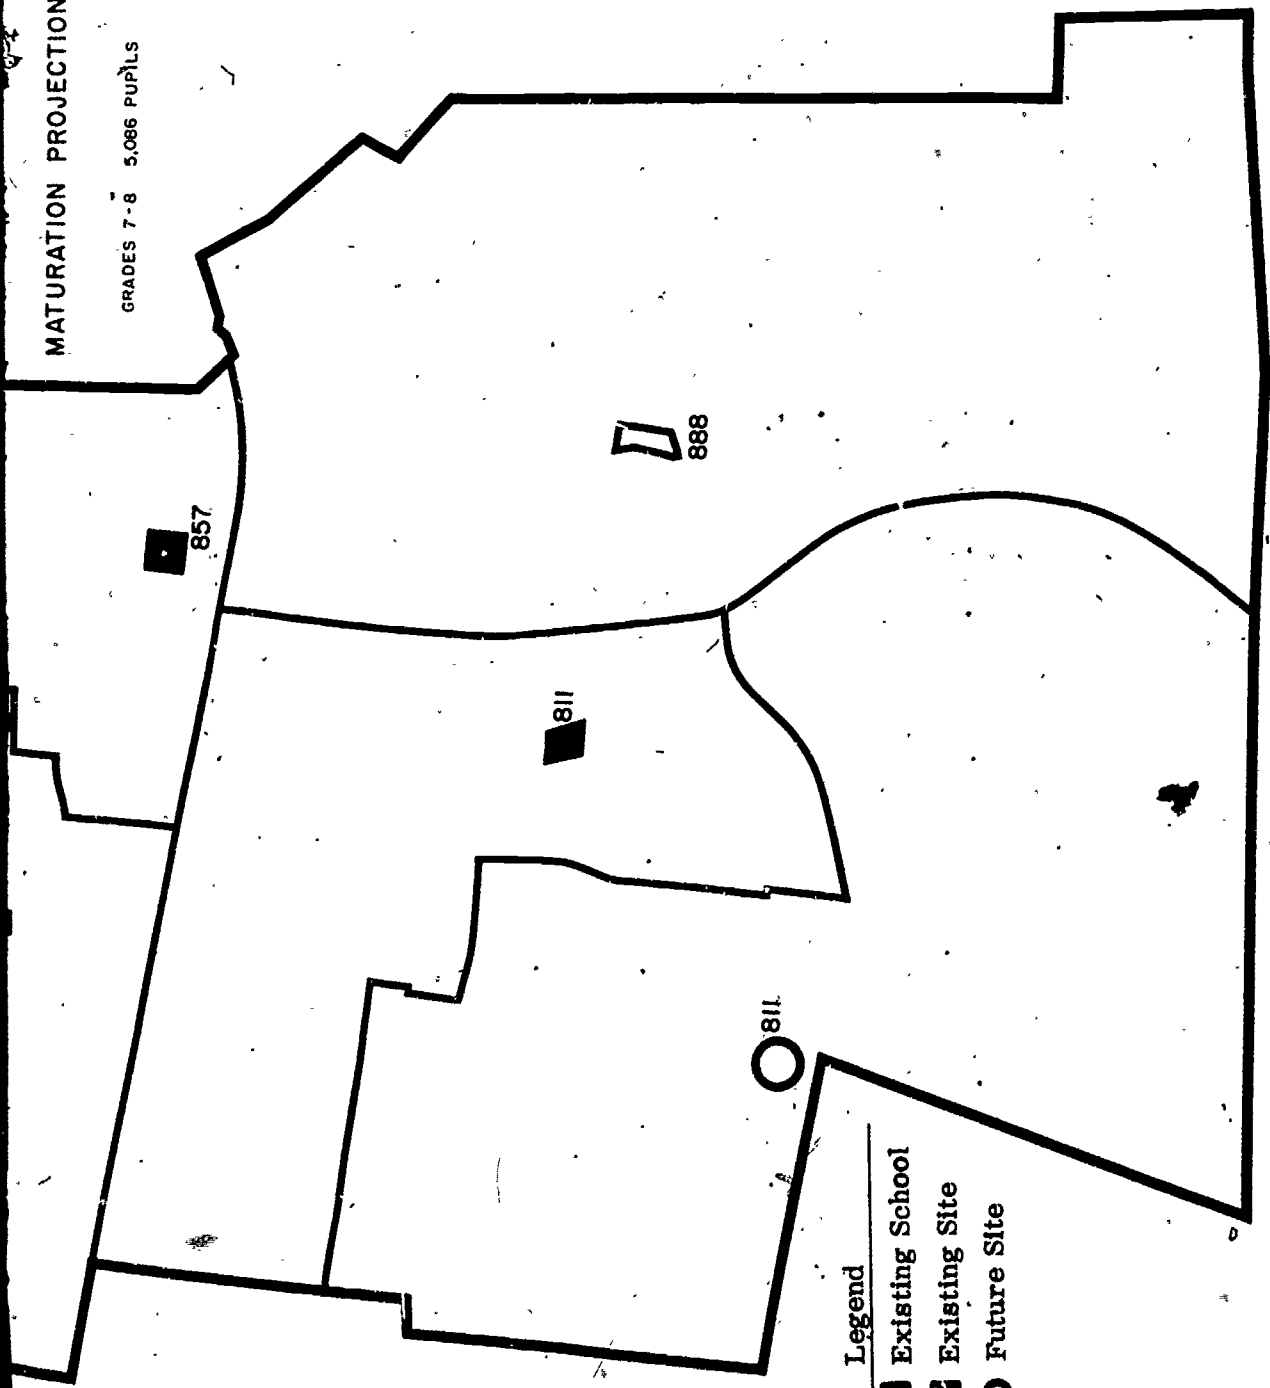 MATURATION PROJECTION
GRADES 7-8 5,086 PUPILS
857
888
811
811
Legend
Existing School
Existing Site
Future Site